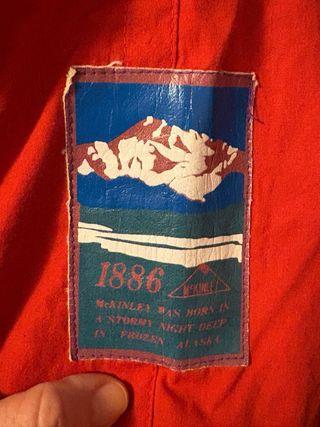 1886
McKINLEY
McKINLEY WAS BORN IN
A STORMY NIGHT DEEP
IN FROZEN ALASKA